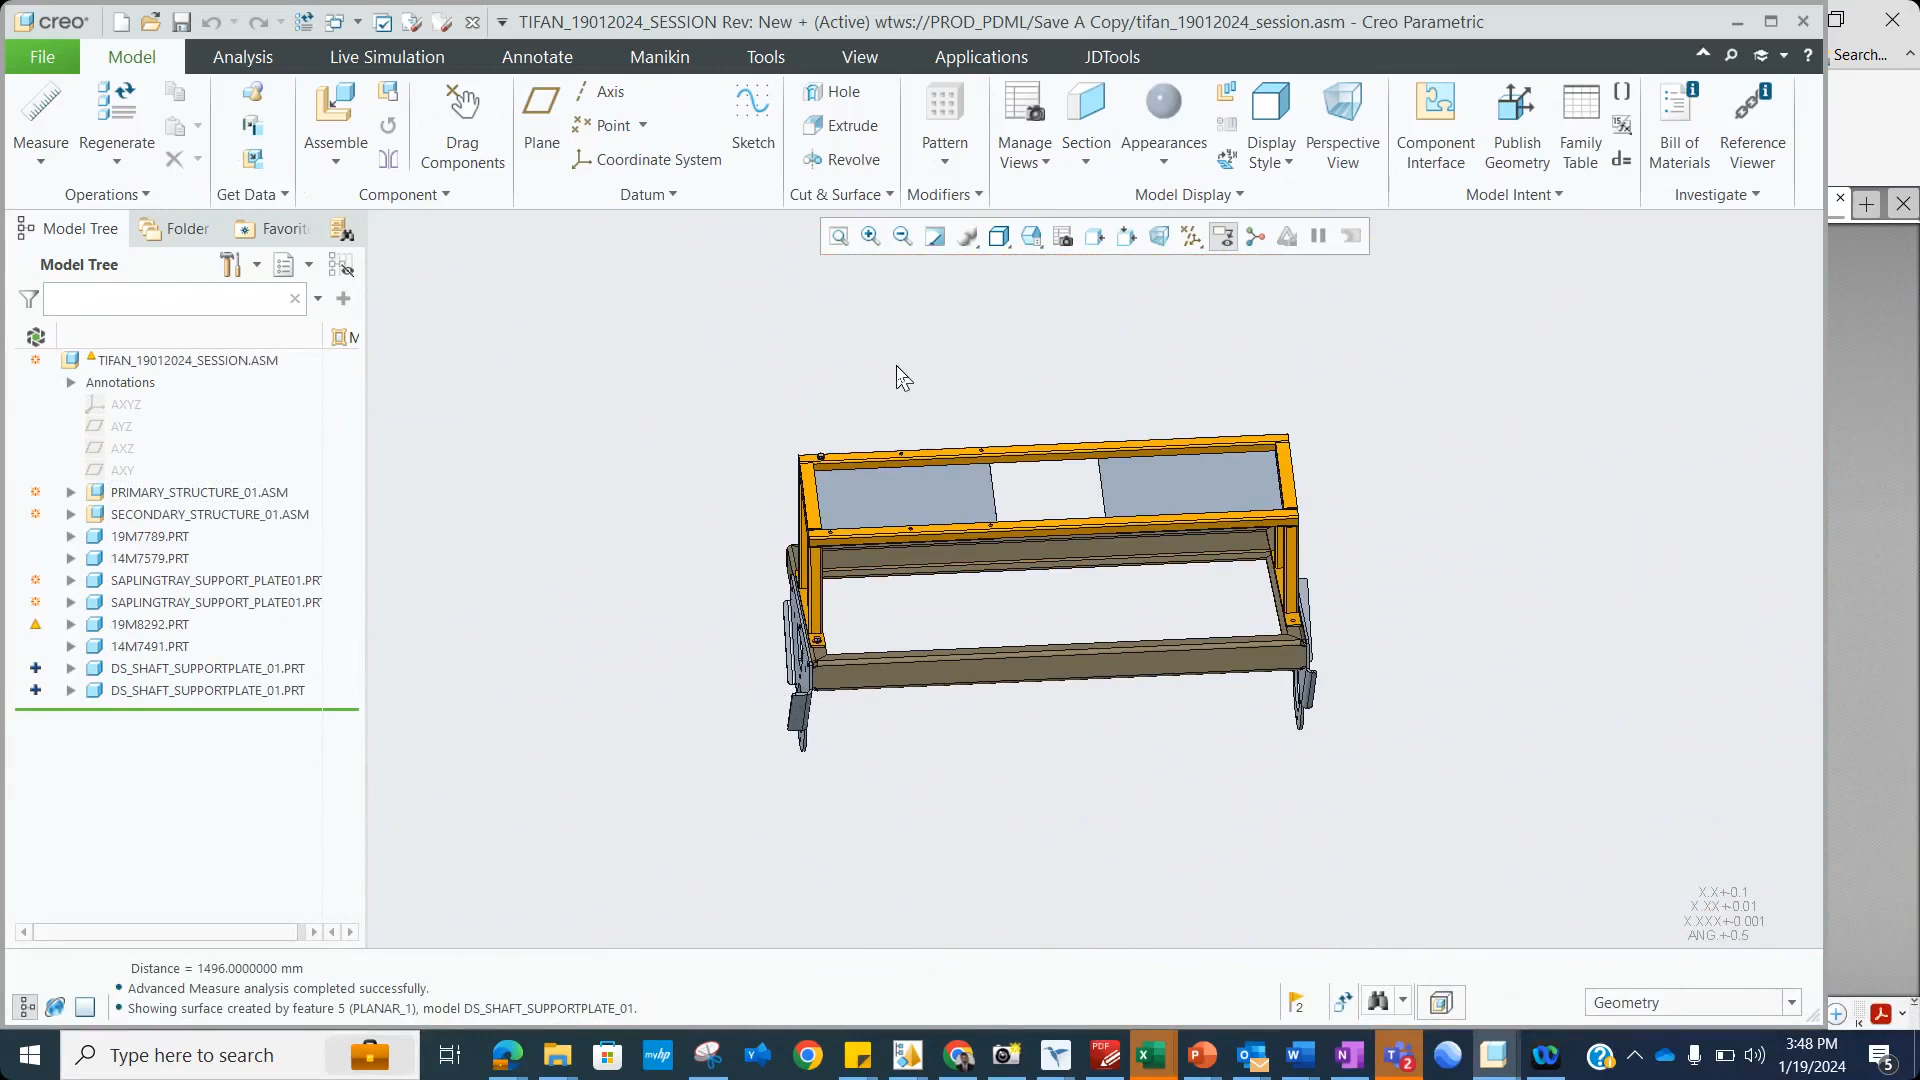 creo
TIFAN_19012024_SESSION Rev: New + (Active) wtws://PROD_PDML/Save A Copy/tifan_19012024_session.asm - Creo Parametric
File
Model
Analysis
Live Simulation
Annotate
Manikin
Tools
View
Applications
JDTools
Search...
Measure
Regenerate
Operations
Get Data
Assemble
Drag
Components
Component
Plane
Axis
Point
Coordinate System
Sketch
Datum
Hole
Extrude
Revolve
Cut & Surface
Pattern
Modifiers
Manage
Views
Section
Appearances
Display
Style
Perspective
View
Model Display
Component
Interface
Publish
Geometry
Family
Table
d=
Model Intent
Bill of
Materials
Reference
Viewer
Investigate
Model Tree
Folder
Favorit
Model Tree
M
TIFAN_19012024_SESSION.ASM
Annotations
AXYZ
AYZ
AXZ
AXY
PRIMARY_STRUCTURE_01.ASM
SECONDARY_STRUCTURE_01.ASM
19M7789.PRT
14M7579.PRT
SAPLINGTRAY_SUPPORT_PLATE01.PRT
SAPLINGTRAY_SUPPORT_PLATE01.PRT
19M8292.PRT
14M7491.PRT
DS_SHAFT_SUPPORTPLATE_01.PRT
DS_SHAFT_SUPPORTPLATE_01.PRT
X.X+-0.1
X.XX+-0.01
X.XXX+-0.001
ANG.+-0.5
Distance = 1496.0000000 mm
• Advanced Measure analysis completed successfully.
• Showing surface created by feature 5 (PLANAR_1), model DS_SHAFT_SUPPORTPLATE_01.
2
Geometry
Type here to search
myhp
PDF
2
3:48 PM
1/19/2024
5